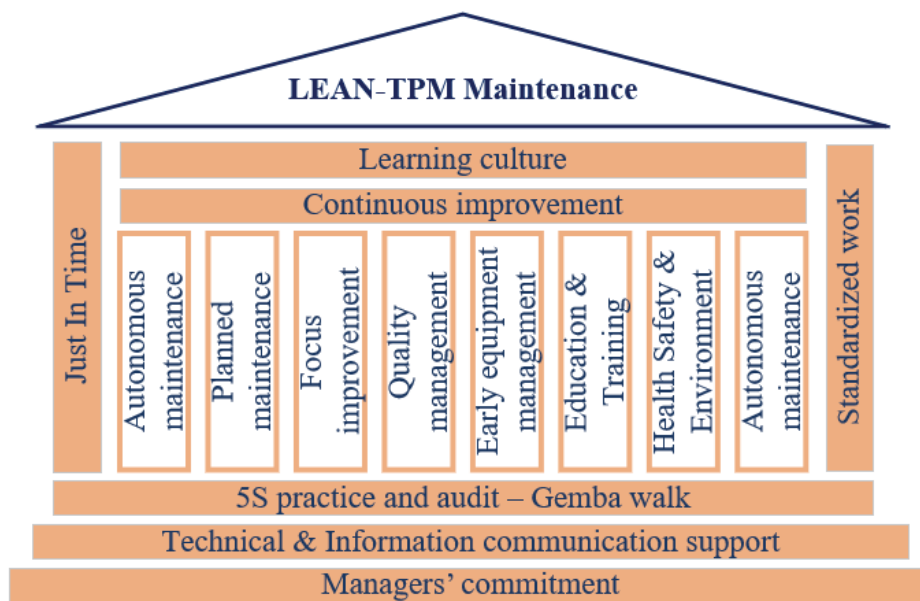 LEAN-TPM Maintenance
Learning culture
Continuous improvement
Just In Time
Autonomous
maintenance
Planned
maintenance
Focus
improvement
Quality
management
Early equipment
management
Education &
Training
Health Safety &
Environment
Autonomous
maintenance
Standardized work
5S practice and audit – Gemba walk
Technical & Information communication support
Managers’ commitment